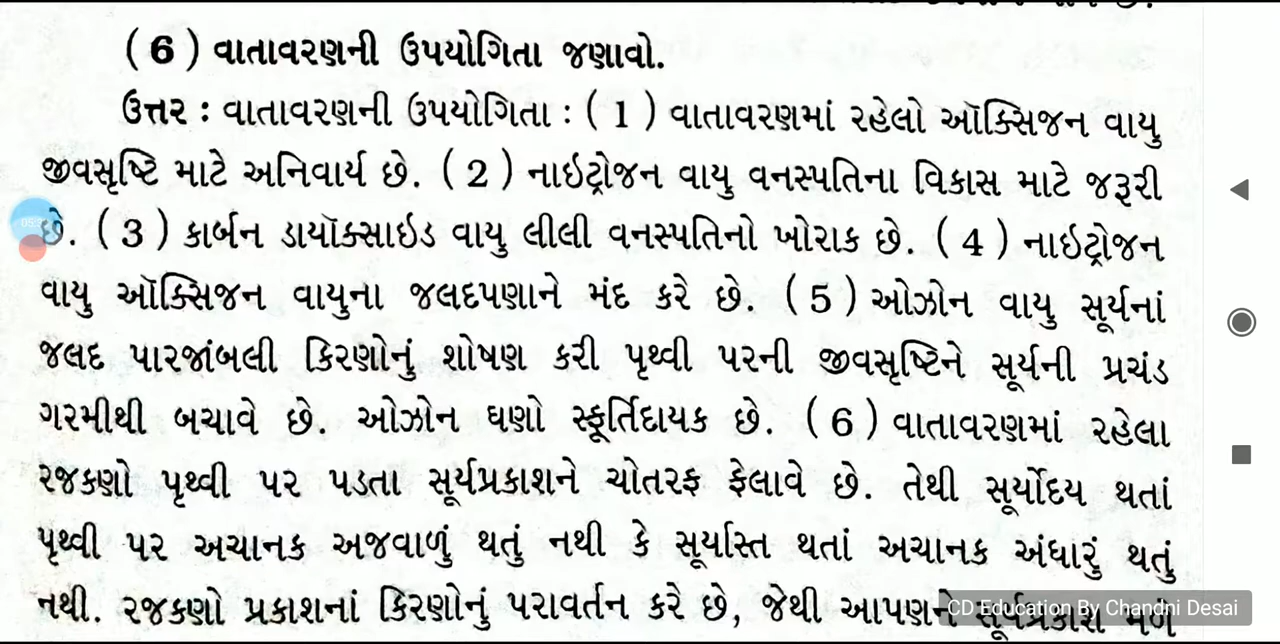 (6) વાતાવરણની ઉપયોગિતા જણાવો.
ઉત્તર : વાતાવરણની ઉપયોગિતા : (1) વાતાવરણમાં રહેલો ઑક્સિજન વાયુ
જીવસૃષ્ટિ માટે અનિવાર્ય છે. (2) નાઇટ્રોજન વાયુ વનસ્પતિના વિકાસ માટે જરૂરી
છે. (3) કાર્બન ડાયૉક્સાઇડ વાયુ લીલી વનસ્પતિનો ખોરાક છે. (4) નાઇટ્રોજન
વાયુ ઑક્સિજન વાયુના જલદપણાને મંદ કરે છે. (5) ઓઝોન વાયુ સૂર્યનાં
જલદ પારજાંબલી કિરણોનું શોષણ કરી પૃથ્વી પરની જીવસૃષ્ટિને સૂર્યની પ્રચંડ
ગરમીથી બચાવે છે. ઓઝોન ઘણો સ્ફૂર્તિદાયક છે. (6) વાતાવરણમાં રહેલા
રજકણો પૃથ્વી પર પડતા સૂર્યપ્રકાશને ચોતરફ ફેલાવે છે. તેથી સૂર્યોદય થતાં
પૃથ્વી પર અચાનક અજવાળું થતું નથી કે સૂર્યાસ્ત થતાં અચાનક અંધારું થતું
નથી. રજકણો પ્રકાશનાં કિરણોનું પરાવર્તન કરે છે, જેથી આપણને સૂર્યપ્રકાશ મળે
CD Education By Chandni Desai